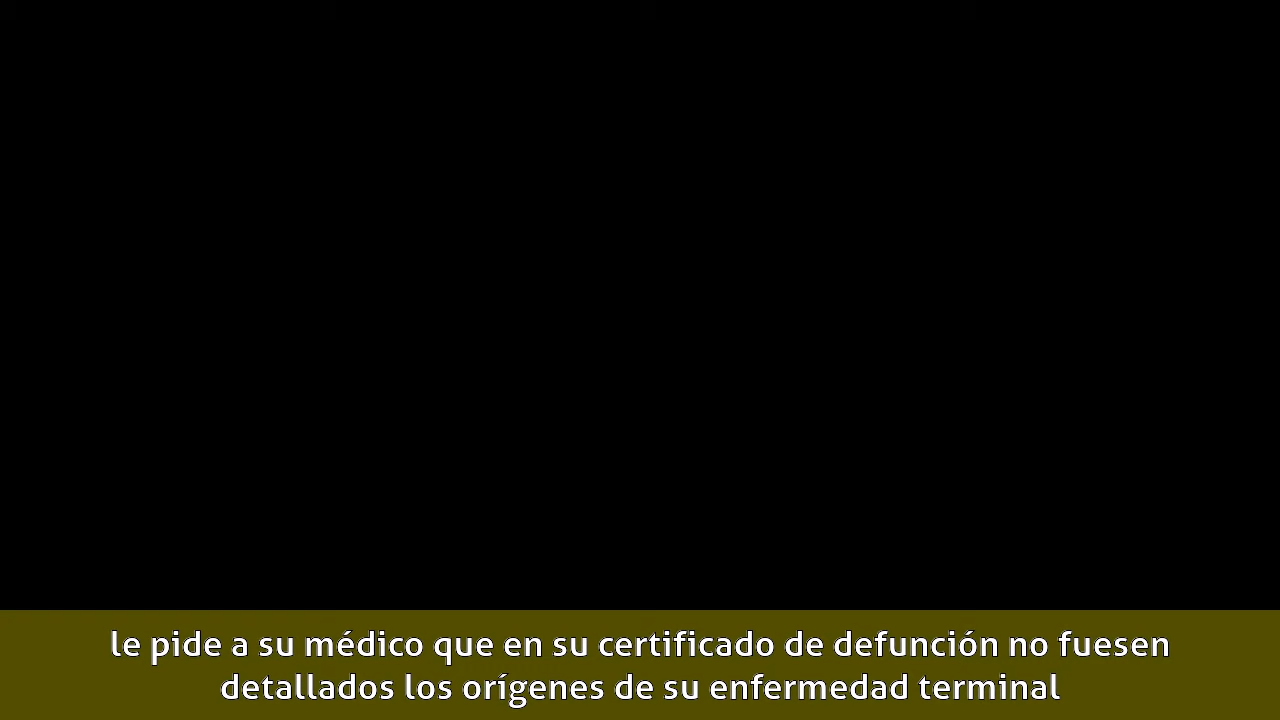 le pide a su médico que en su certificado de defunción no fuesen
detallados los orígenes de su enfermedad terminal